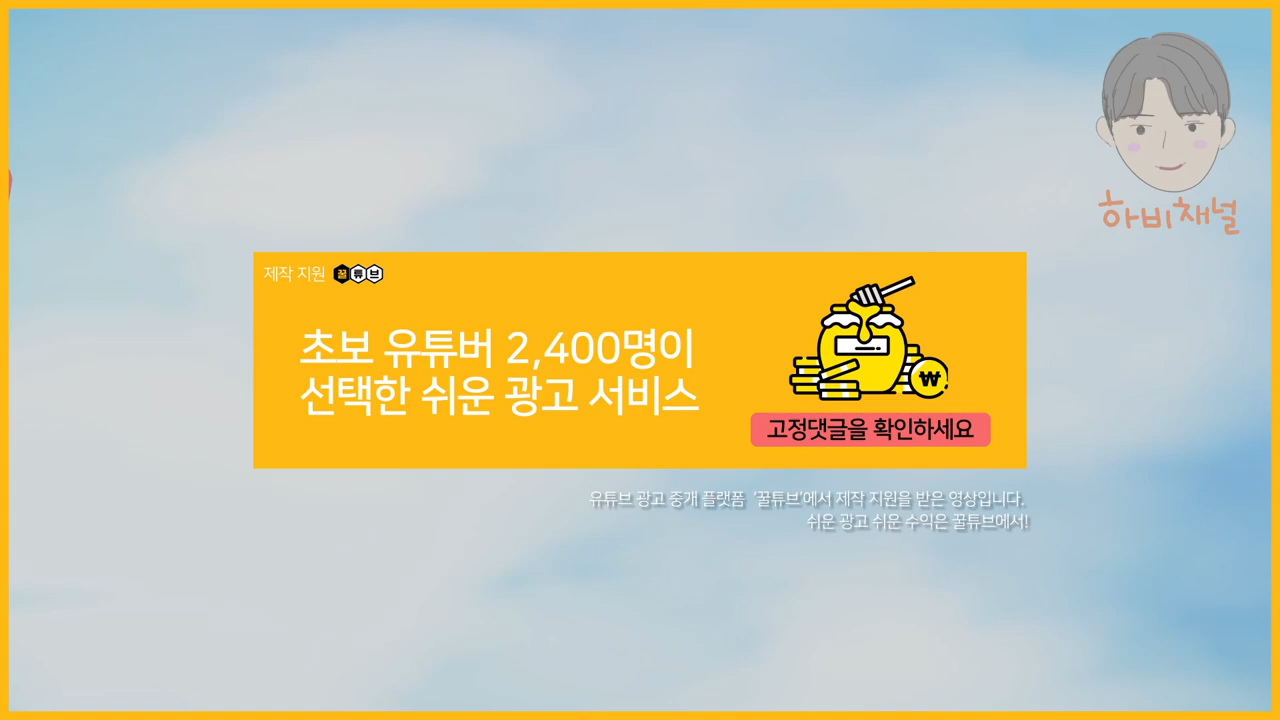 하비채널
제작 지원 꿀튜브
초보 유튜버 2,400명이
선택한 쉬운 광고 서비스
₩
고정댓글을 확인하세요
유튜브 광고 중개 플랫폼 '꿀튜브'에서 제작 지원을 받은 영상입니다.
쉬운 광고 쉬운 수익은 꿀튜브에서!